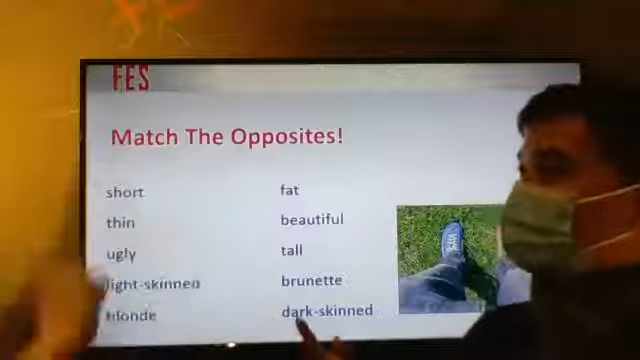 FES
Match The Opposites!
short fat
thin beautiful
ugly tall
light-skinned brunette
blonde dark-skinned